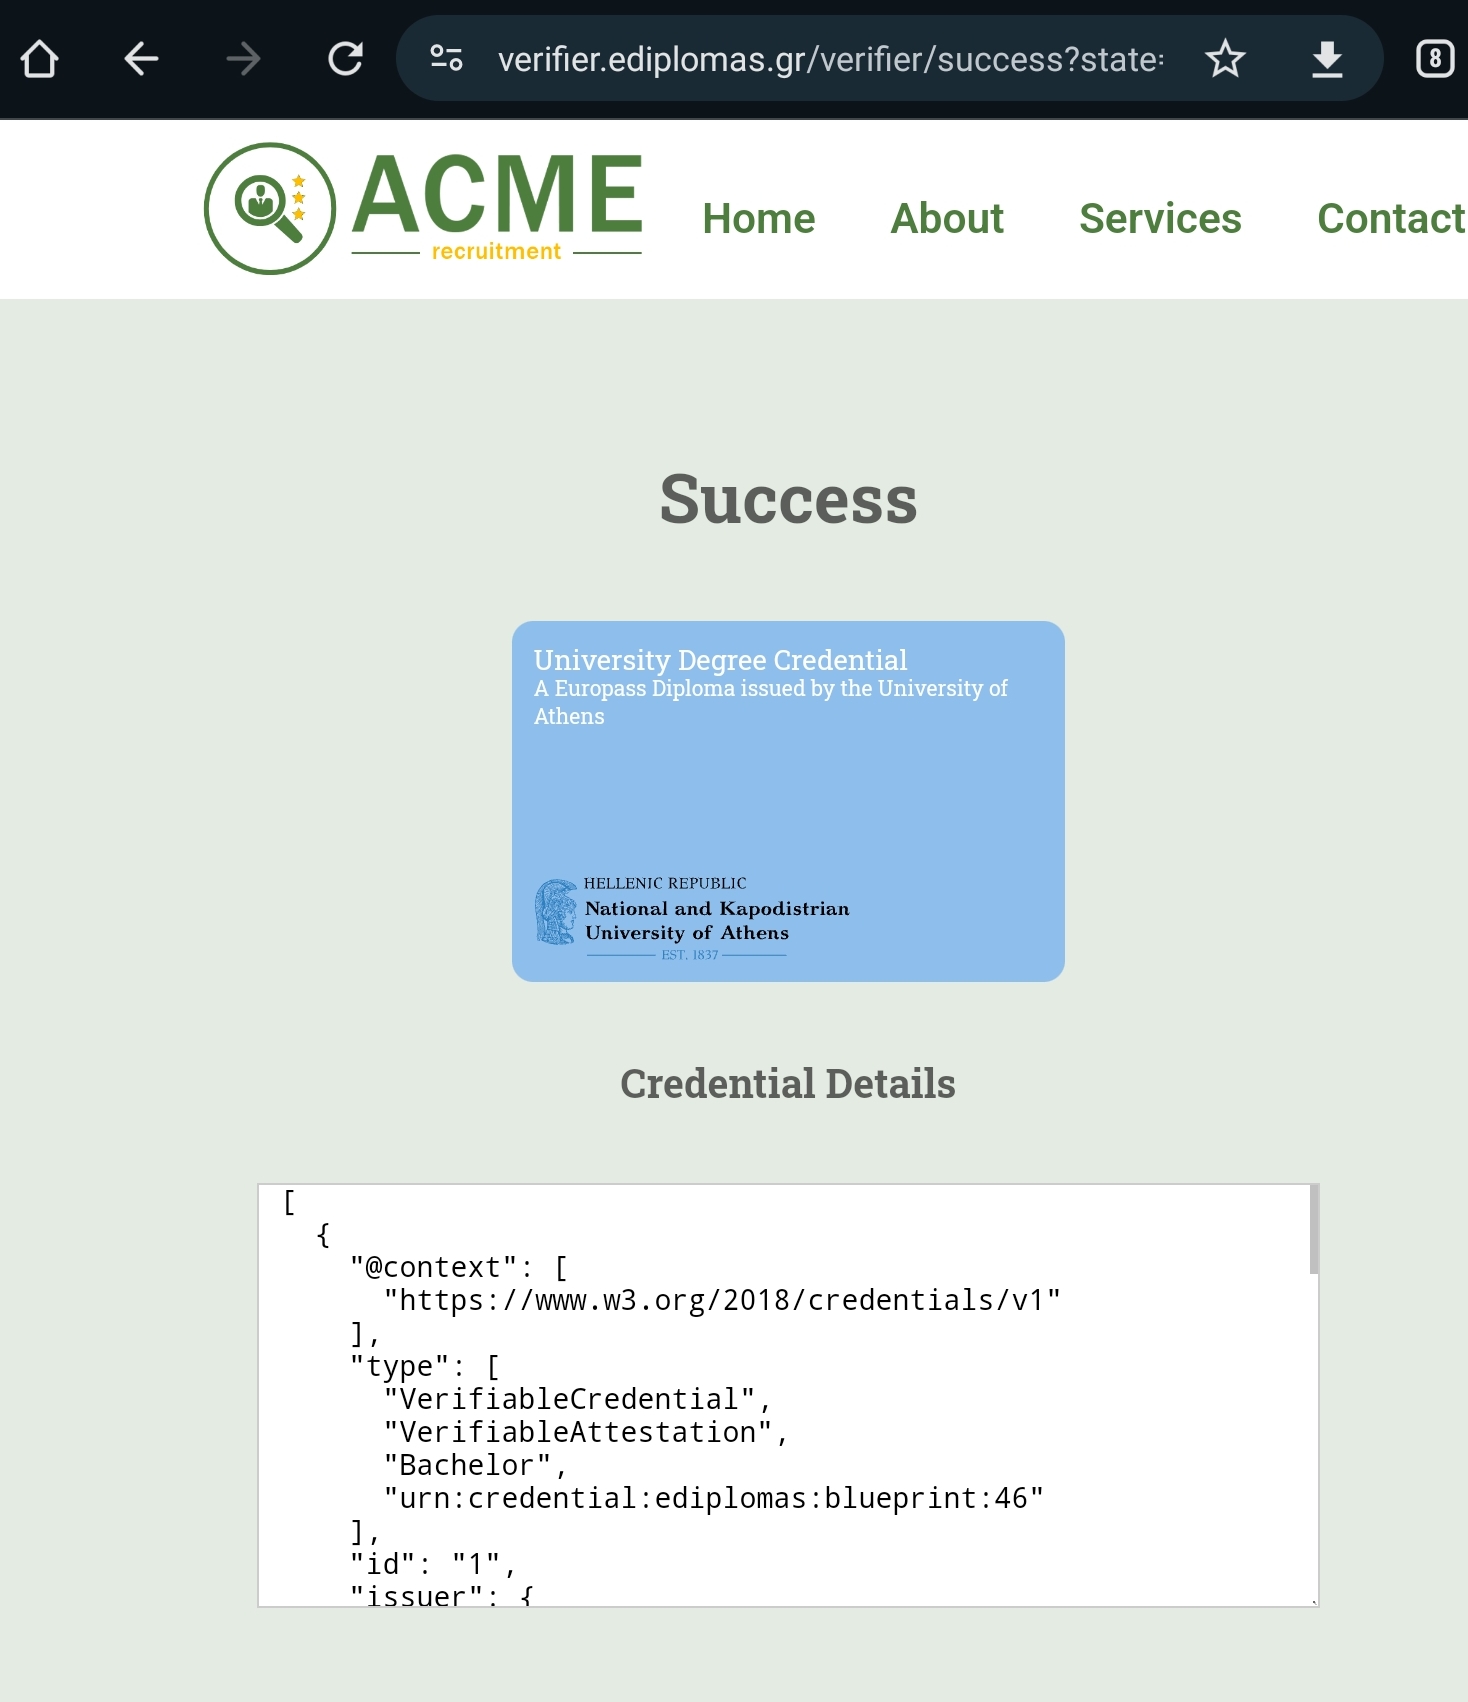 verifier.ediplomas.gr/verifier/success?state=
8
ACME
recruitment
Home About Services Contact
Success
University Degree Credential
A Europass Diploma issued by the University of
Athens
HELLENIC REPUBLIC
National and Kapodistrian
University of Athens
EST. 1837
Credential Details
[
  {
    "@context": [
      "https://www.w3.org/2018/credentials/v1"
    ],
    "type": [
      "VerifiableCredential",
      "VerifiableAttestation",
      "Bachelor",
      "urn:credential:ediplomas:blueprint:46"
    ],
    "id": "1",
    "issuer": {